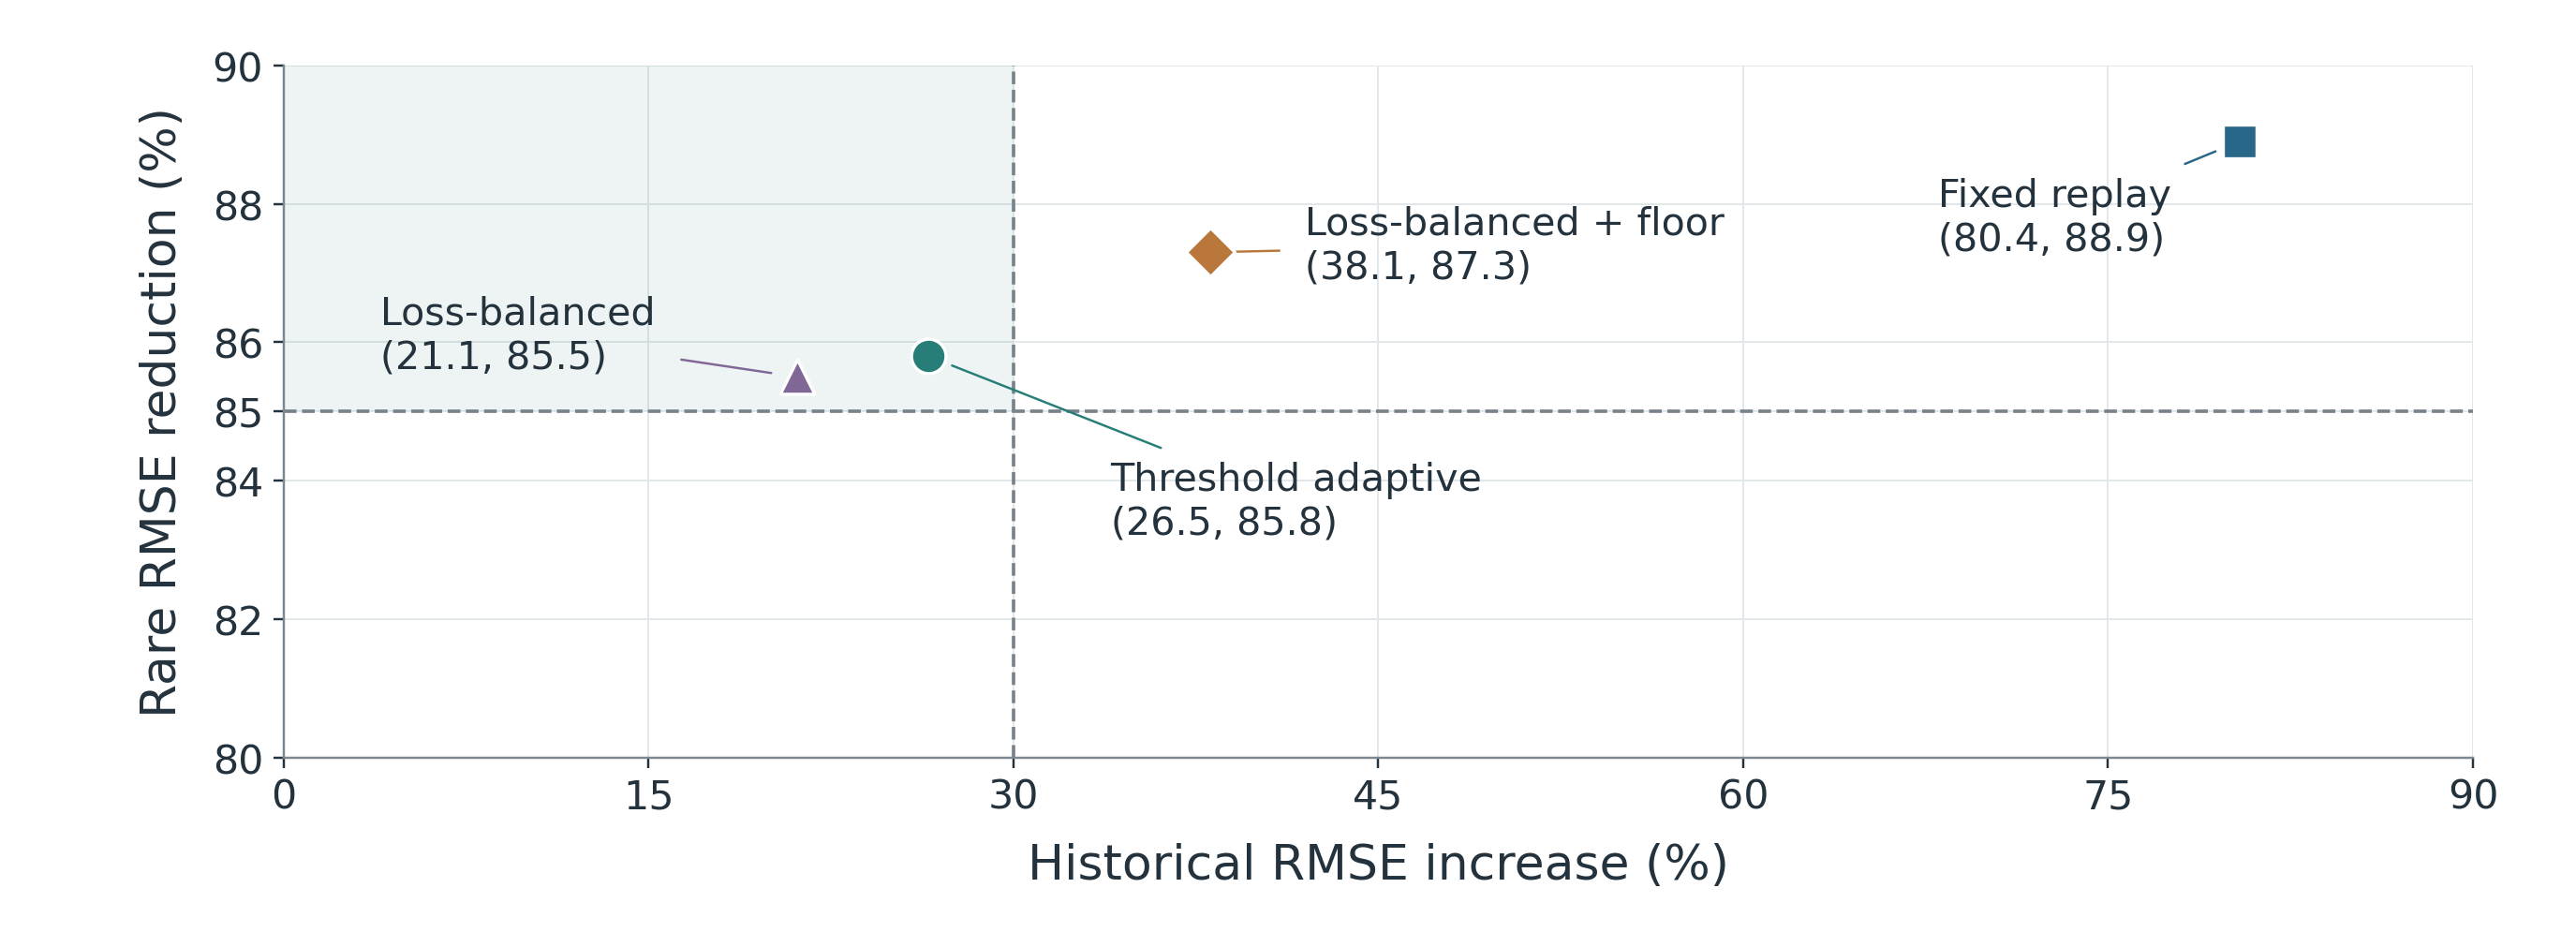 Rare RMSE reduction (%)
90
88
86
85
84
82
80
Fixed replay
(80.4, 88.9)
Loss-balanced + floor
(38.1, 87.3)
Loss-balanced
(21.1, 85.5)
Threshold adaptive
(26.5, 85.8)
0 15 30 45 60 75 90
Historical RMSE increase (%)